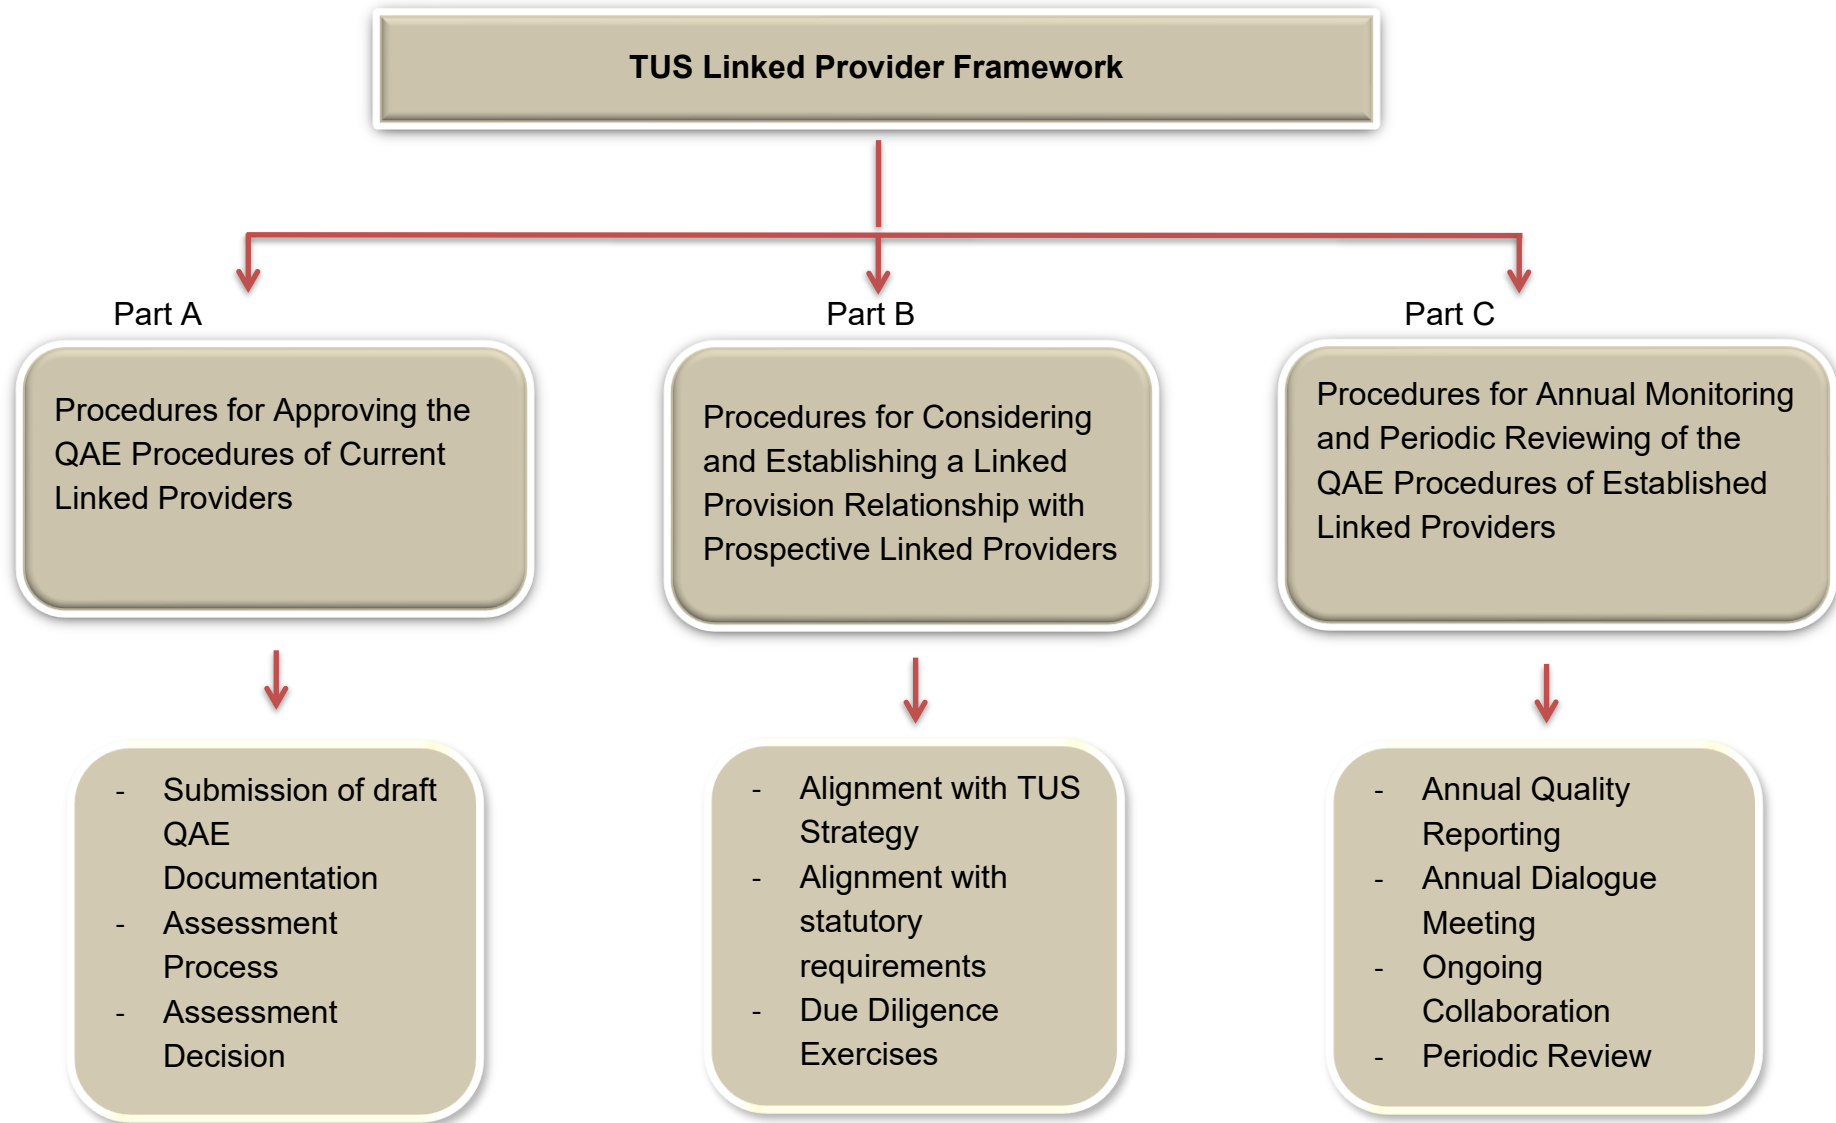 TUS Linked Provider Framework
Part A
Procedures for Approving the
QAE Procedures of Current
Linked Providers
- Submission of draft
QAE
Documentation
- Assessment
Process
- Assessment
Decision
Part B
Procedures for Considering
and Establishing a Linked
Provision Relationship with
Prospective Linked Providers
- Alignment with TUS
Strategy
- Alignment with
statutory
requirements
- Due Diligence
Exercises
Part C
Procedures for Annual Monitoring
and Periodic Reviewing of the
QAE Procedures of Established
Linked Providers
- Annual Quality
Reporting
- Annual Dialogue
Meeting
- Ongoing
Collaboration
- Periodic Review